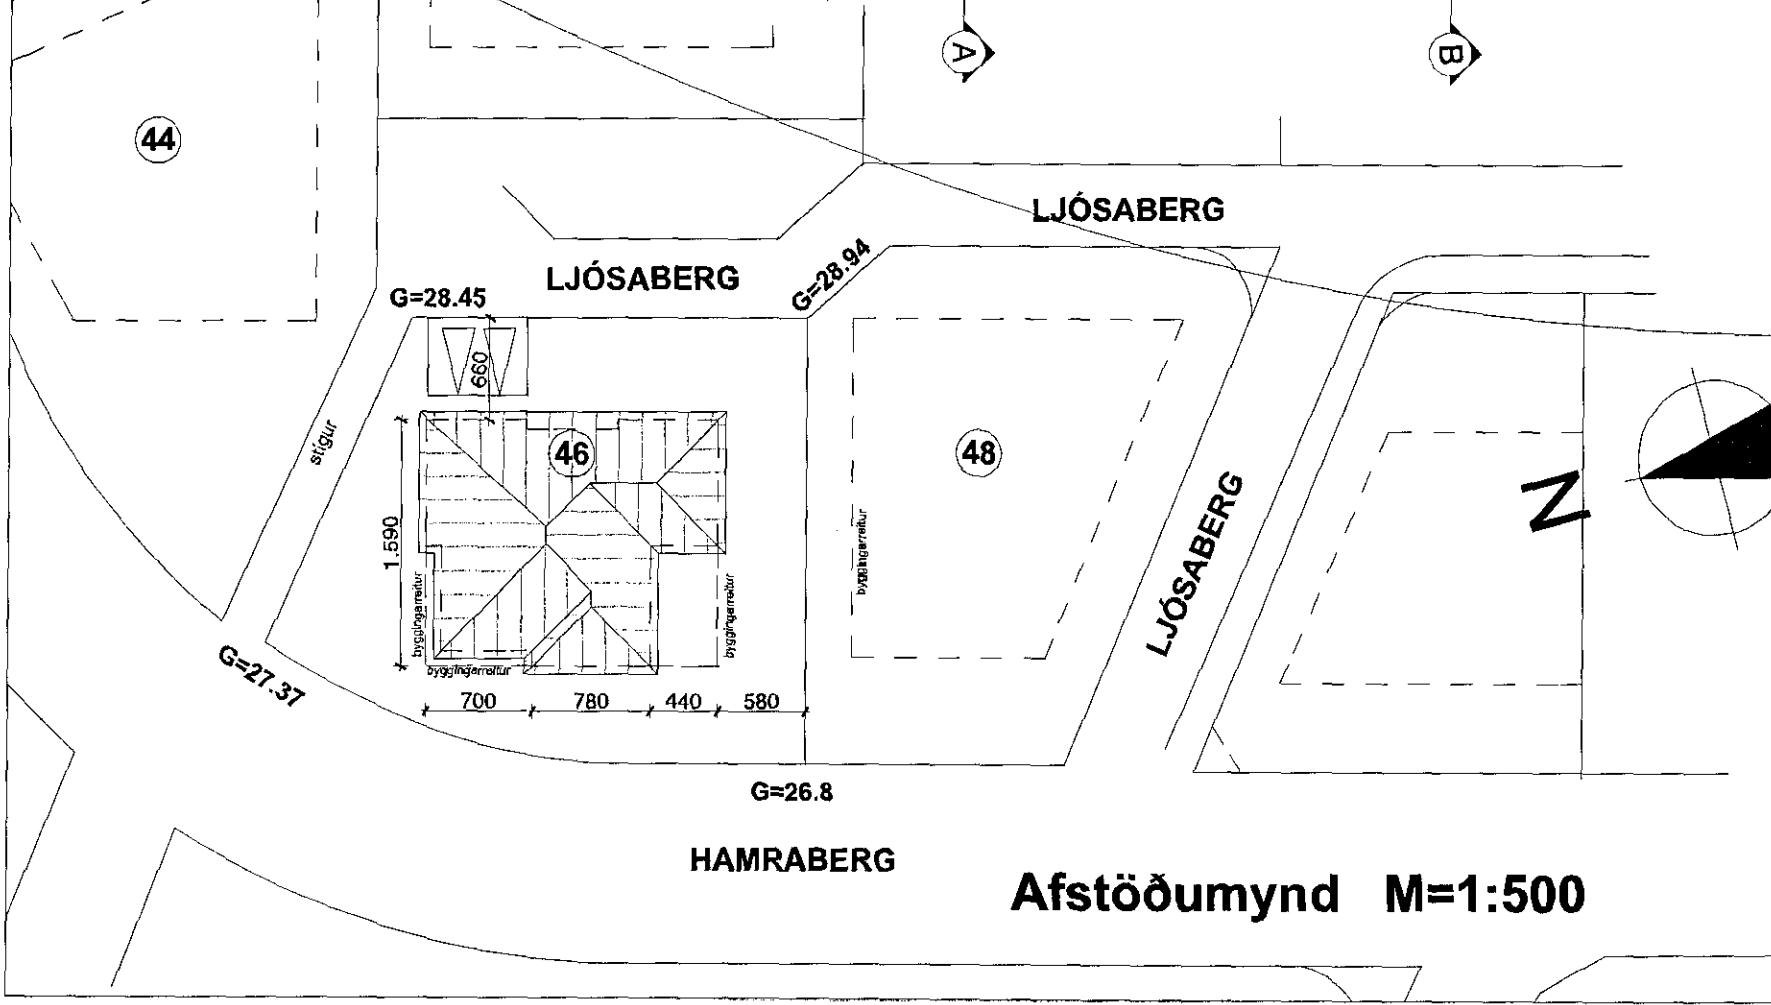 A
B
44
LJÓSABERG
LJÓSABERG
G=28.94
G=28.45
660
stígur
46
48
1.590
byggingarreitur
byggingarreitur
byggingarreitur
byggingarreitur
LJÓSABERG
N
G=27.37
700 780 440 580
G=26.8
HAMRABERG
Afstöðumynd M=1:500